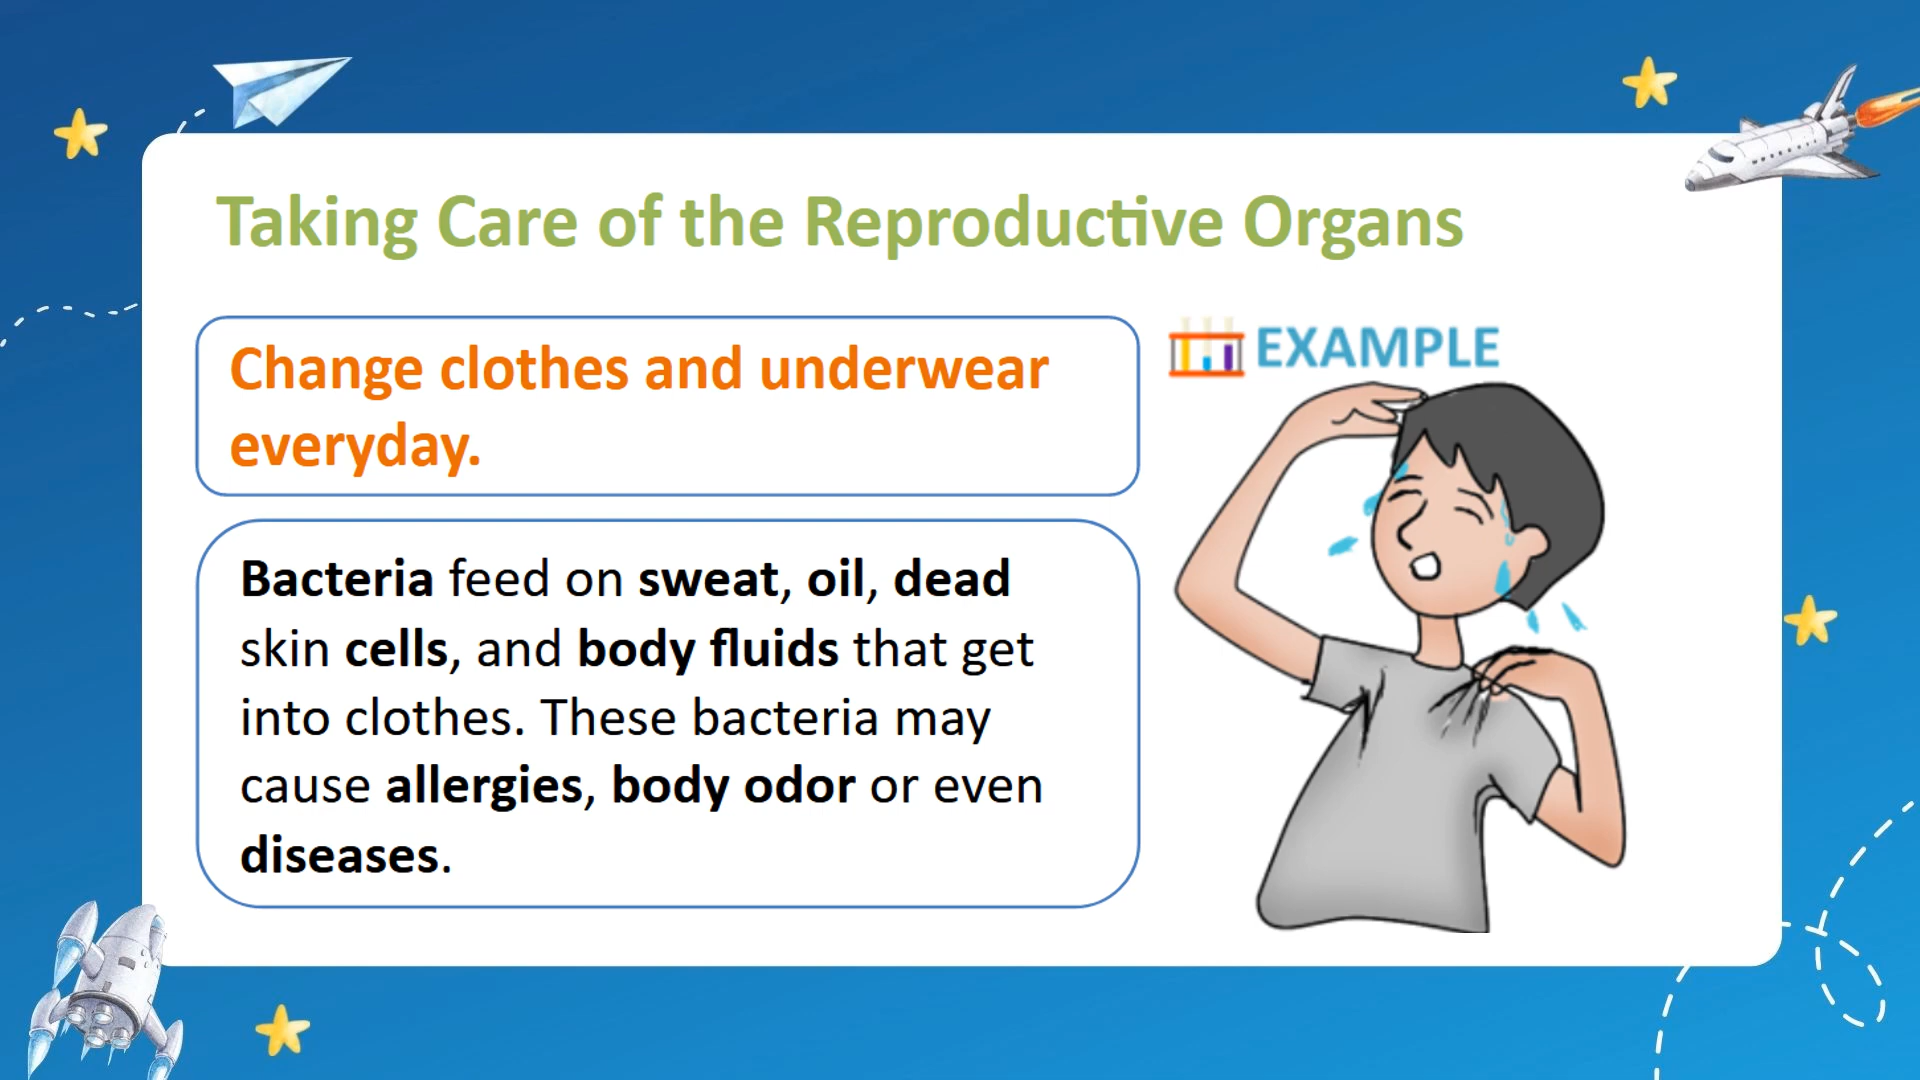 Taking Care of the Reproductive Organs
Change clothes and underwear
everyday.
EXAMPLE
Bacteria feed on sweat, oil, dead
skin cells, and body fluids that get
into clothes. These bacteria may
cause allergies, body odor or even
diseases.